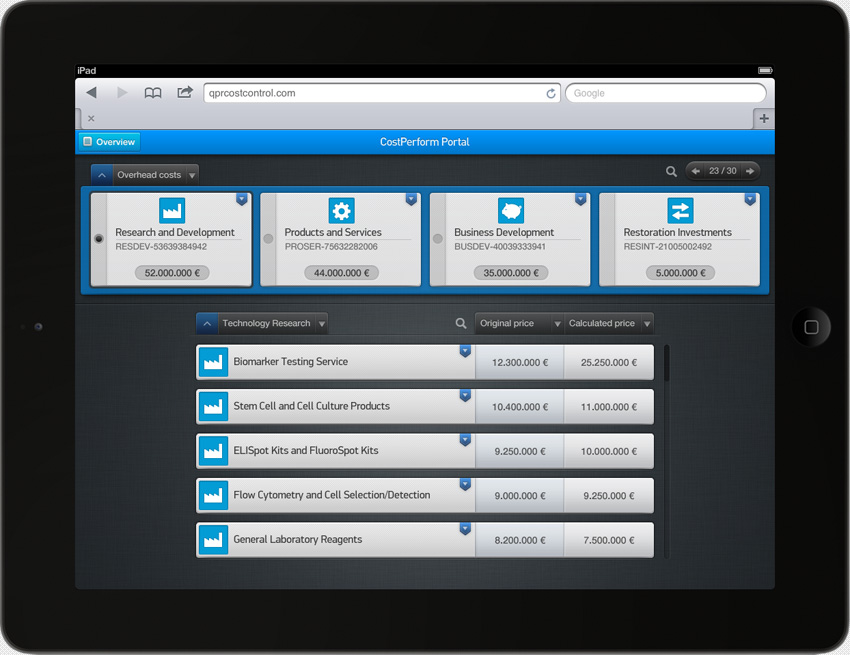 iPad
qprcostcontrol.com
Google
Overview
CostPerform Portal
Overhead costs
23 / 30
Research and Development
RESDEV-53639384942
52.000.000 €
Products and Services
PROSER-75632282006
44.000.000 €
Business Development
BUSDEV-40039333941
35.000.000 €
Restoration Investments
RESINT-21005002492
5.000.000 €
Technology Research
Original price
Calculated price
Biomarker Testing Service
12.300.000 €
25.250.000 €
Stem Cell and Cell Culture Products
10.400.000 €
11.000.000 €
ELISpot Kits and FluoroSpot Kits
9.250.000 €
10.000.000 €
Flow Cytometry and Cell Selection/Detection
9.000.000 €
9.250.000 €
General Laboratory Reagents
8.200.000 €
7.500.000 €